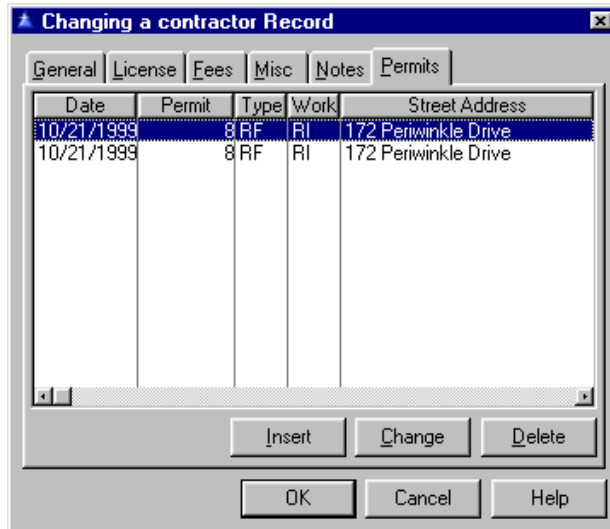 Changing a contractor Record
General License Fees Misc Notes Permits
Date Permit Type Work Street Address
10/21/1999 8 RF RI 172 Periwinkle Drive
10/21/1999 8 RF RI 172 Periwinkle Drive
Insert Change Delete
OK Cancel Help